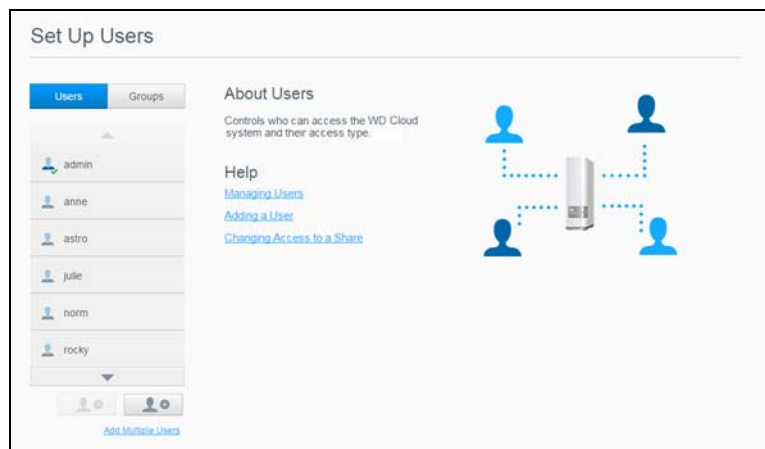 Set Up Users
Users
Groups
admin
anne
astro
julie
norm
rocky
Add Multiple Users
About Users
Controls who can access the WD Cloud
system and their access type.
Help
Managing Users
Adding a User
Changing Access to a Share